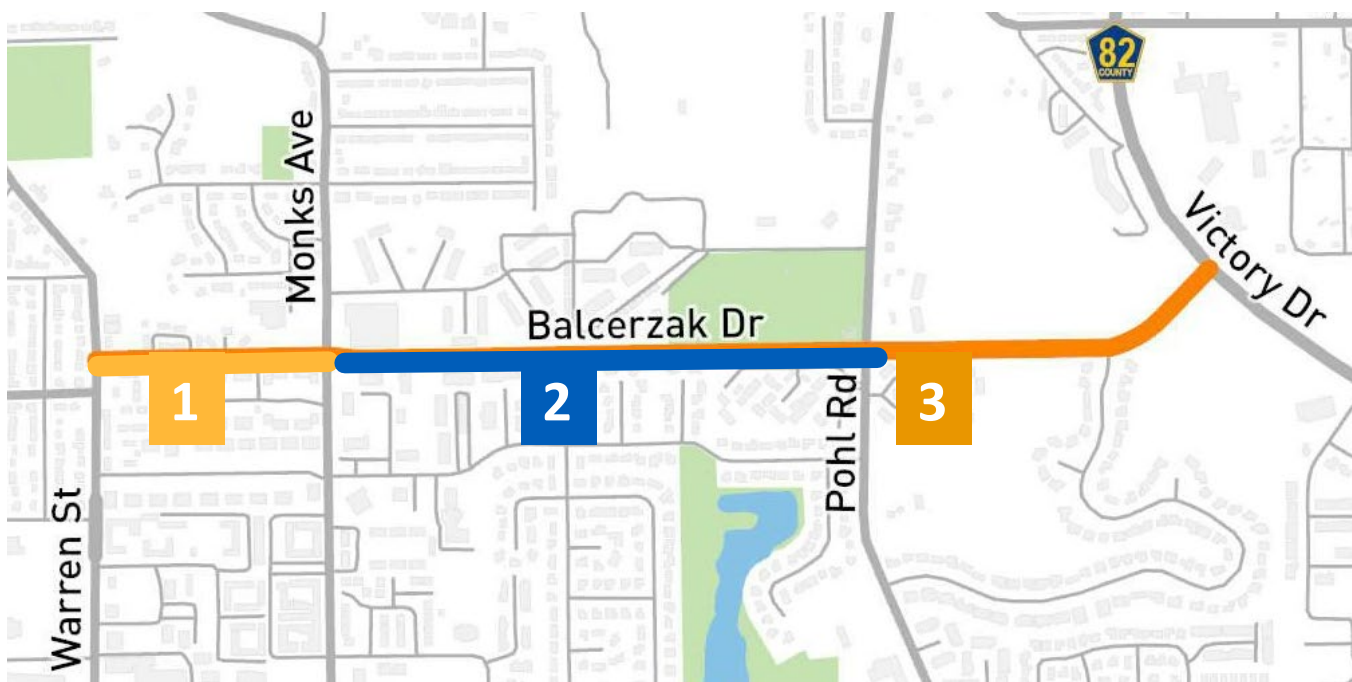 82
COUNTY
Monks Ave
Victory Dr
Balcerzak Dr
1
2
3
Pohl Rd
Warren St